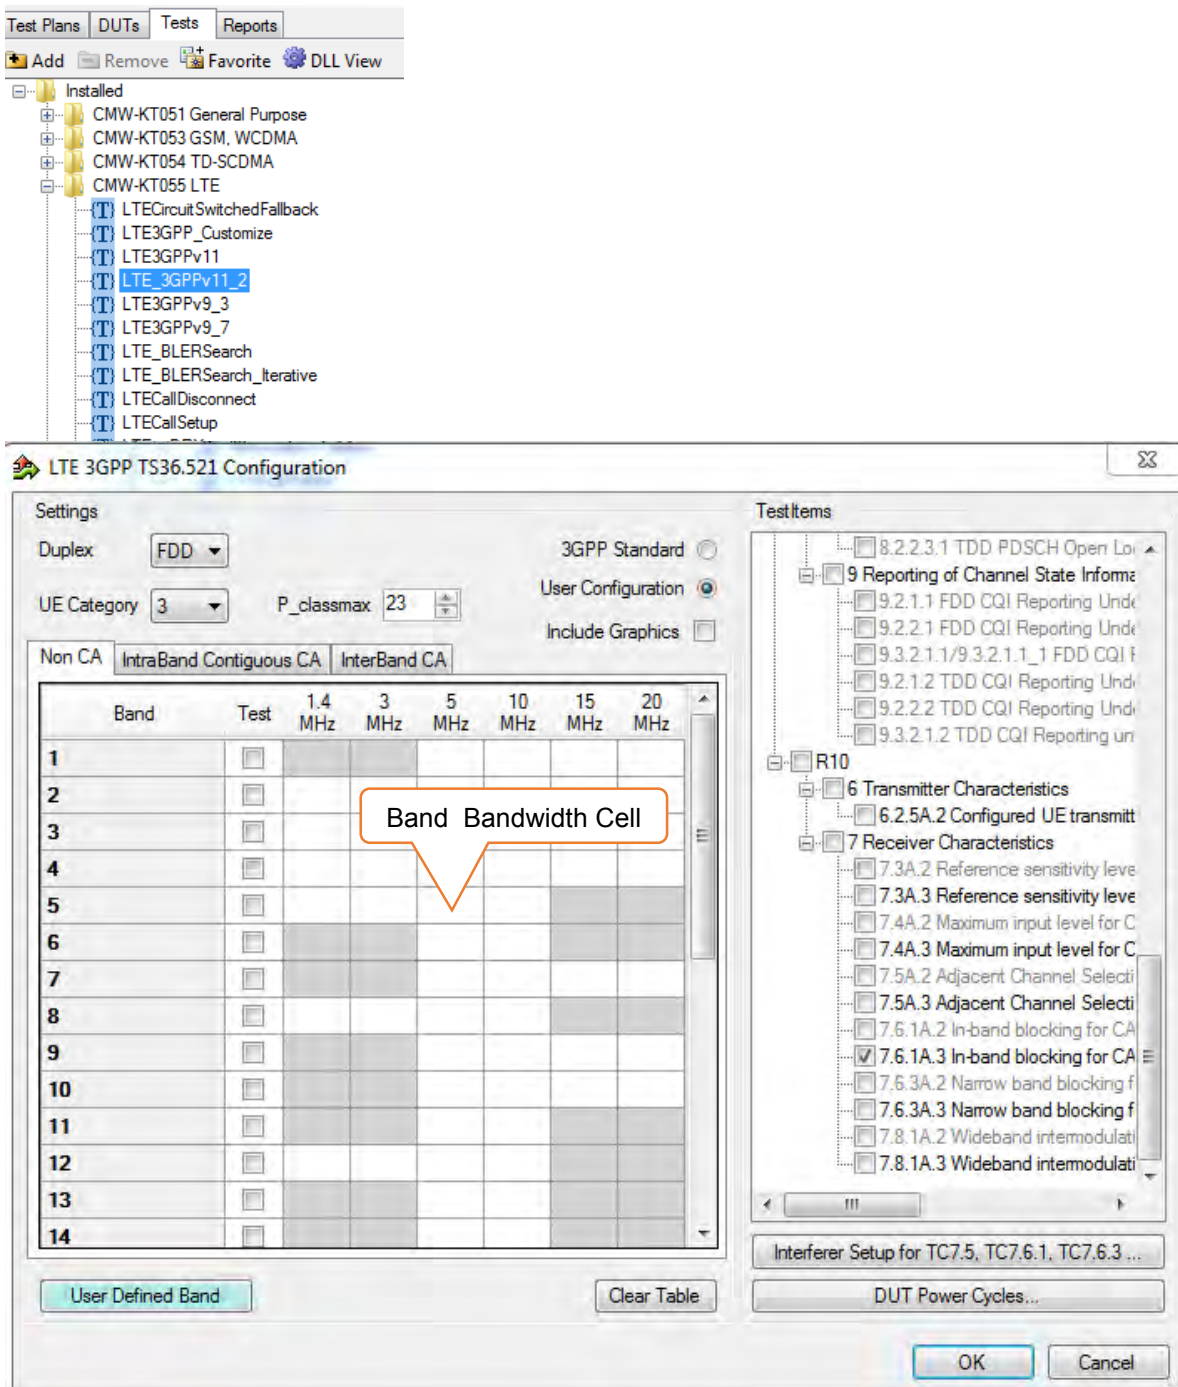 Test Plans DUTs Tests Reports
Add Remove Favorite DLL View
Installed
CMW-KT051 General Purpose
CMW-KT053 GSM, WCDMA
CMW-KT054 TD-SCDMA
CMW-KT055 LTE
LTECircuitSwitchedFallback
LTE3GPP_Customize
LTE3GPPv11
LTE_3GPPv11_2
LTE3GPPv9_3
LTE3GPPv9_7
LTE_BLERSearch
LTE_BLERSearch_Iterative
LTECallDisconnect
LTECallSetup
LTE 3GPP TS36.521 Configuration
Settings
Duplex FDD
3GPP Standard
UE Category 3 P_classmax 23
User Configuration
Include Graphics
Non CA IntraBand Contiguous CA InterBand CA
Band Test 1.4 MHz 3 MHz 5 MHz 10 MHz 15 MHz 20 MHz
1
2
3
4
5
6
7
8
9
10
11
12
13
14
Band Bandwidth Cell
User Defined Band Clear Table
TestItems
8.2.2.3.1 TDD PDSCH Open Lo
9 Reporting of Channel State Informa
9.2.1.1 FDD CQI Reporting Unde
9.2.2.1 FDD CQI Reporting Unde
9.3.2.1.1/9.3.2.1.1_1 FDD CQI
9.2.1.2 TDD CQI Reporting Und
9.2.2.2 TDD CQI Reporting Und
9.3.2.1.2 TDD CQI Reporting un
R10
6 Transmitter Characteristics
6.2.5A.2 Configured UE transmitt
7 Receiver Characteristics
7.3A.2 Reference sensitivity leve
7.3A.3 Reference sensitivity leve
7.4A.2 Maximum input level for C
7.4A.3 Maximum input level for C
7.5A.2 Adjacent Channel Selecti
7.5A.3 Adjacent Channel Selecti
7.6.1A.2 In-band blocking for CA
7.6.1A.3 In-band blocking for CA
7.6.3A.2 Narrow band blocking f
7.6.3A.3 Narrow band blocking f
7.8.1A.2 Wideband intermodulati
7.8.1A.3 Wideband intermodulati
Interferer Setup for TC7.5, TC7.6.1, TC7.6.3 ...
DUT Power Cycles...
OK Cancel